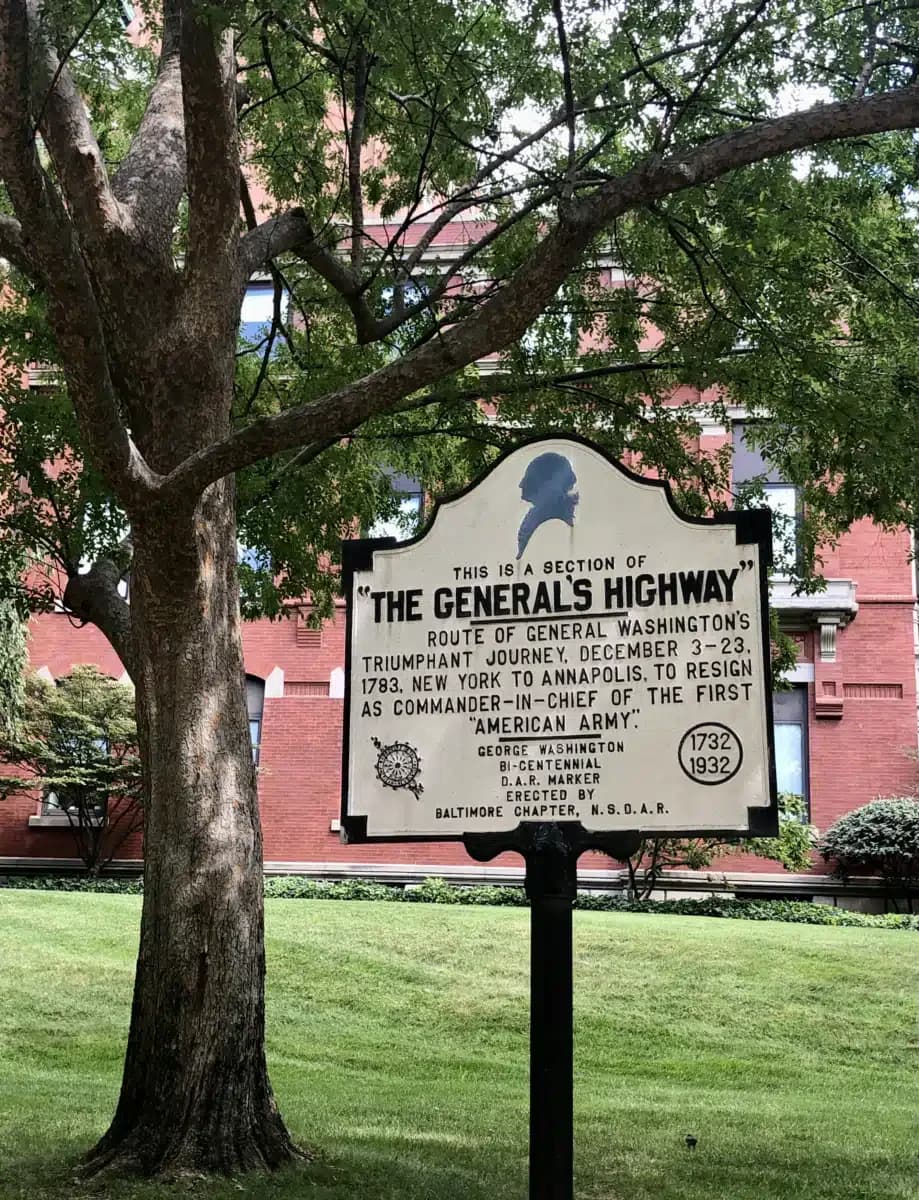 THIS IS A SECTION OF
"THE GENERAL'S HIGHWAY"
ROUTE OF GENERAL WASHINGTON'S
TRIUMPHANT JOURNEY, DECEMBER 3-23,
1783, NEW YORK TO ANNAPOLIS, TO RESIGN
AS COMMANDER-IN-CHIEF OF THE FIRST
"AMERICAN ARMY".
GEORGE WASHINGTON
BI-CENTENNIAL
D.A.R. MARKER
ERECTED BY
BALTIMORE CHAPTER, N.S.D.A.R.
1732
1932